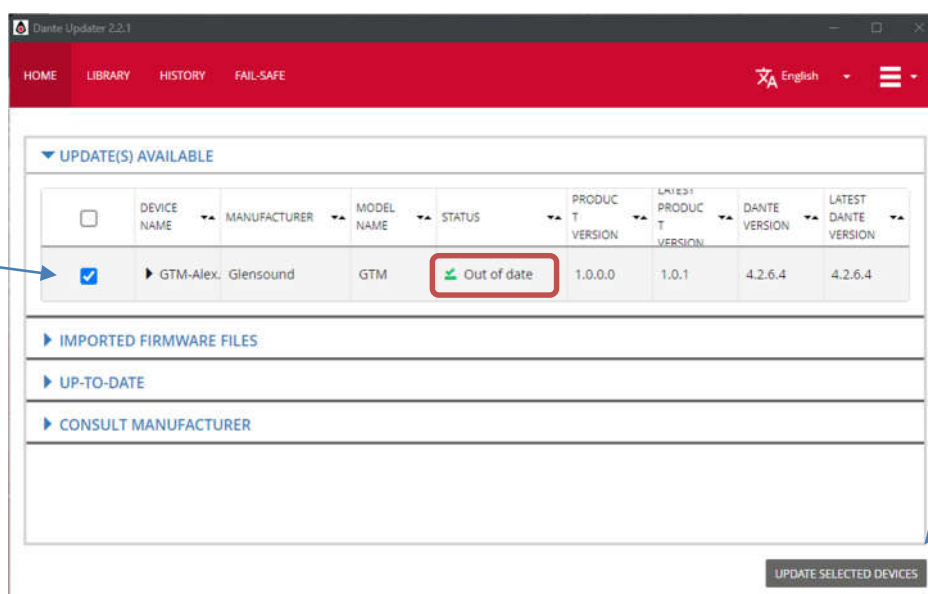 Dante Updater 2.2.1
HOME LIBRARY HISTORY FAIL-SAFE English
UPDATE(S) AVAILABLE
DEVICE NAME MANUFACTURER MODEL NAME STATUS PRODUC T VERSION LATEST PRODUC T VERSION DANTE VERSION LATEST DANTE VERSION
GTM-Alex. Glensound GTM Out of date 1.0.0.0 1.0.1 4.2.6.4 4.2.6.4
IMPORTED FIRMWARE FILES
UP-TO-DATE
CONSULT MANUFACTURER
UPDATE SELECTED DEVICES